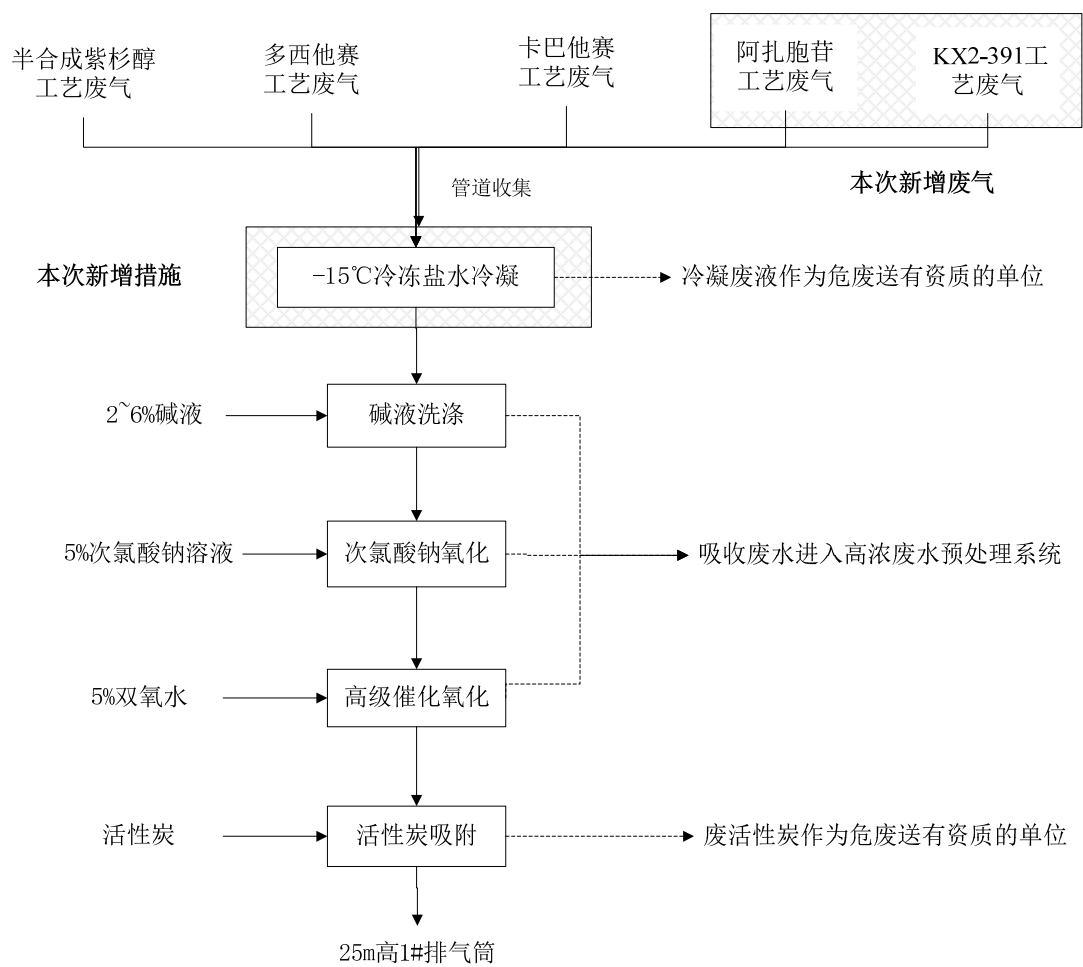 半合成紫杉醇
工艺废气
多西他赛
工艺废气
卡巴他赛
工艺废气
阿扎胞苷
工艺废气
KX2-391工
艺废气
管道收集
本次新增废气
本次新增措施
-15℃冷冻盐水冷凝
冷凝废液作为危废送有资质的单位
2~6%碱液
碱液洗涤
5%次氯酸钠溶液
次氯酸钠氧化
吸收废水进入高浓废水预处理系统
5%双氧水
高级催化氧化
活性炭
活性炭吸附
废活性炭作为危废送有资质的单位
25m高1#排气筒